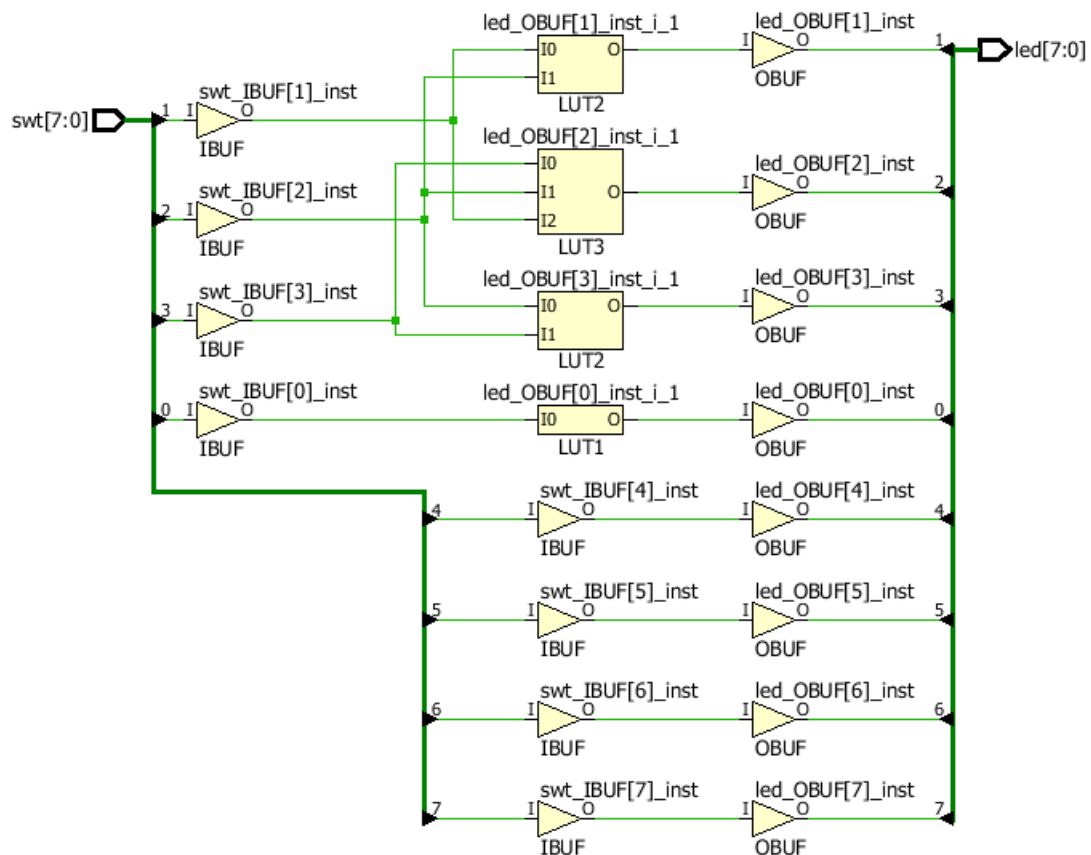 led_OBUF[1]_inst_i_1
led_OBUF[1]_inst
I0 O
I1
LUT2
I O
OBUF
1
led[7:0]
swt[7:0]
1
swt_IBUF[1]_inst
I O
IBUF
led_OBUF[2]_inst_i_1
I0
I1 O
I2
LUT3
led_OBUF[2]_inst
I O
OBUF
2
2
swt_IBUF[2]_inst
I O
IBUF
led_OBUF[3]_inst_i_1
I0 O
I1
LUT2
led_OBUF[3]_inst
I O
OBUF
3
3
swt_IBUF[3]_inst
I O
IBUF
0
swt_IBUF[0]_inst
I O
IBUF
led_OBUF[0]_inst_i_1
I0 O
LUT1
led_OBUF[0]_inst
I O
OBUF
0
4
swt_IBUF[4]_inst
I O
IBUF
led_OBUF[4]_inst
I O
OBUF
4
5
swt_IBUF[5]_inst
I O
IBUF
led_OBUF[5]_inst
I O
OBUF
5
6
swt_IBUF[6]_inst
I O
IBUF
led_OBUF[6]_inst
I O
OBUF
6
7
swt_IBUF[7]_inst
I O
IBUF
led_OBUF[7]_inst
I O
OBUF
7